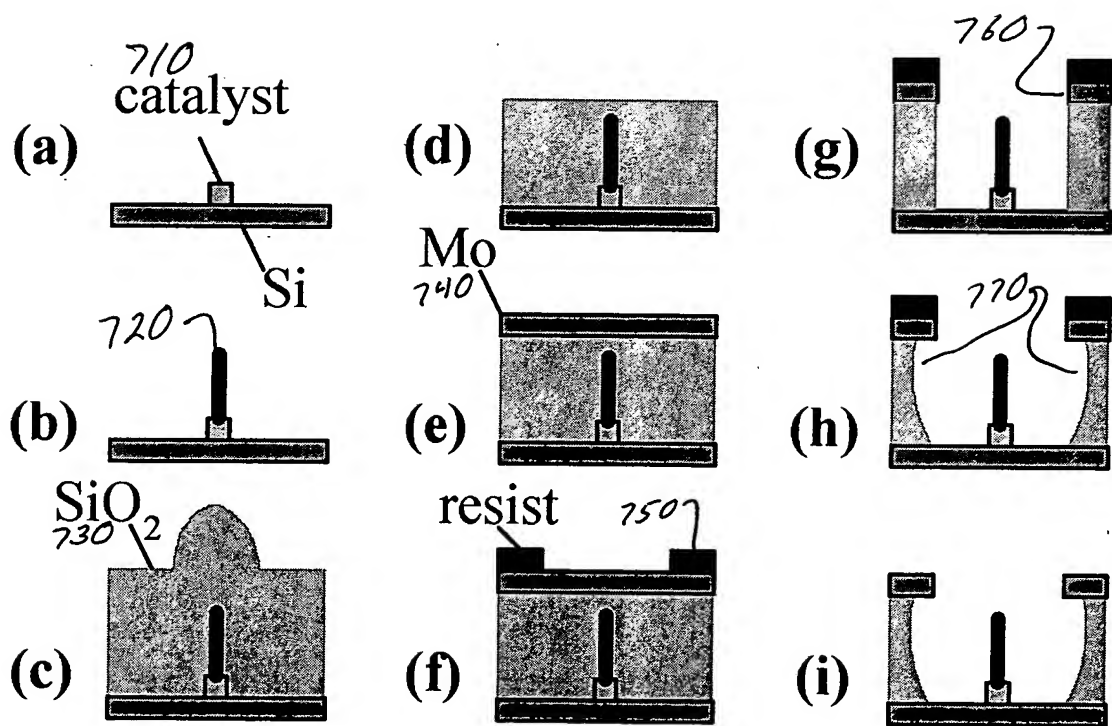 710
catalyst
(a)
Si
720
(b)
SiO2
730
(c)
(d)
Mo
740
(e)
resist
750
(f)
760
(g)
770
(h)
(i)